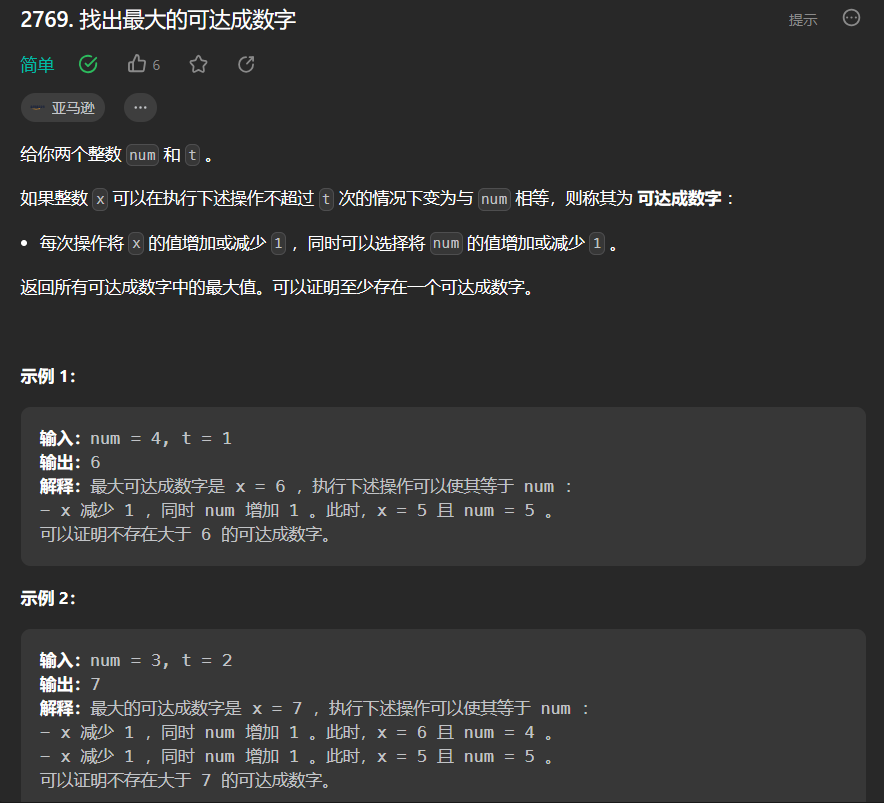 2769. 找出最大的可达成数字
提示
简单
6
亚马逊
给你两个整数 num 和 t 。
如果整数 x 可以在执行下述操作不超过 t 次的情况下变为与 num 相等，则称其为 可达成数字 ：
• 每次操作将 x 的值增加或减少 1 ，同时可以选择将 num 的值增加或减少 1 。
返回所有可达成数字中的最大值。可以证明至少存在一个可达成数字。
示例 1：
输入：num = 4, t = 1
输出：6
解释：最大可达成数字是 x = 6 ，执行下述操作可以使其等于 num ：
- x 减少 1 ，同时 num 增加 1 。此时，x = 5 且 num = 5 。
可以证明不存在大于 6 的可达成数字。
示例 2：
输入：num = 3, t = 2
输出：7
解释：最大的可达成数字是 x = 7 ，执行下述操作可以使其等于 num ：
- x 减少 1 ，同时 num 增加 1 。此时，x = 6 且 num = 4 。
- x 减少 1 ，同时 num 增加 1 。此时，x = 5 且 num = 5 。
可以证明不存在大于 7 的可达成数字。